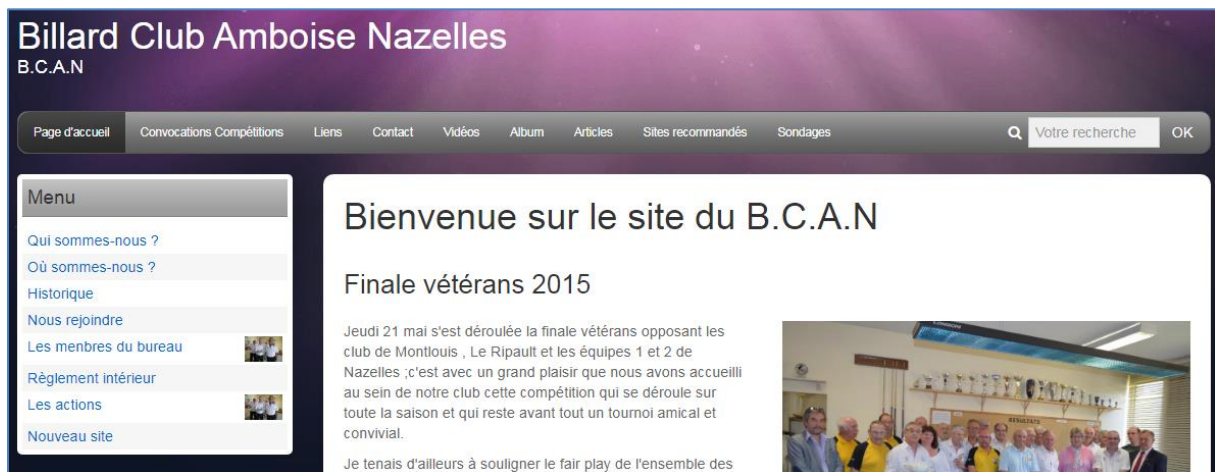 Billard Club Amboise Nazelles
B.C.A.N
Page d'accueil Convocations Compétitions Liens Contact Vidéos Album Articles Sites recommandés Sondages Votre recherche OK
Menu
Qui sommes-nous ?
Où sommes-nous ?
Historique
Nous rejoindre
Les menbres du bureau
Règlement intérieur
Les actions
Nouveau site
Bienvenue sur le site du B.C.A.N
Finale vétérans 2015
Jeudi 21 mai s'est déroulée la finale vétérans opposant les
club de Montlouis , Le Ripault et les équipes 1 et 2 de
Nazelles ;c'est avec un grand plaisir que nous avons accueilli
au sein de notre club cette compétition qui se déroule sur
toute la saison et qui reste avant tout un tournoi amical et
convivial.
Je tenais d'ailleurs à souligner le fair play de l'ensemble des
RESULTATS